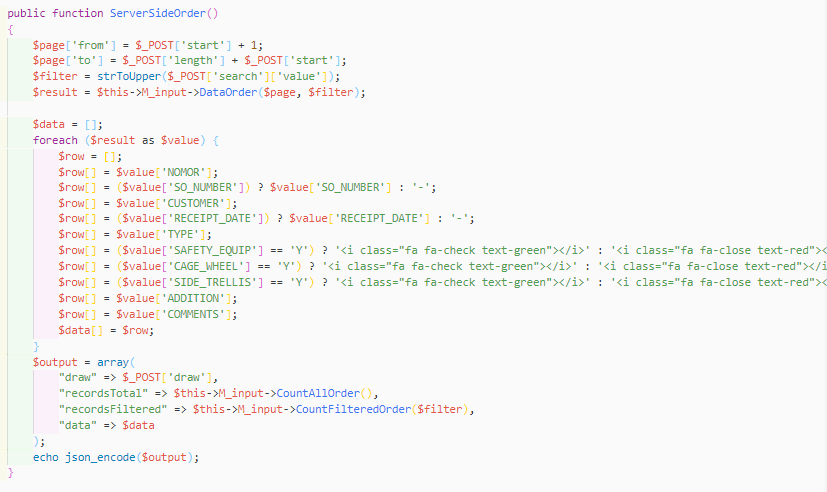 public function ServerSideOrder()
{
    $page['from'] = $_POST['start'] + 1;
    $page['to'] = $_POST['length'] + $_POST['start'];
    $filter = strToUpper($_POST['search']['value']);
    $result = $this->M_input->DataOrder($page, $filter);

    $data = [];
    foreach ($result as $value) {
        $row = [];
        $row[] = $value['NOMOR'];
        $row[] = ($value['SO_NUMBER']) ? $value['SO_NUMBER'] : '-';
        $row[] = $value['CUSTOMER'];
        $row[] = ($value['RECEIPT_DATE']) ? $value['RECEIPT_DATE'] : '-';
        $row[] = $value['TYPE'];
        $row[] = ($value['SAFETY_EQUIP'] == 'Y') ? '<i class="fa fa-check text-green"></i>' : '<i class="fa fa-close text-red"><
        $row[] = ($value['CAGE_WHEEL'] == 'Y') ? '<i class="fa fa-check text-green"></i>' : '<i class="fa fa-close text-red"></i
        $row[] = ($value['SIDE_TRELLIS'] == 'Y') ? '<i class="fa fa-check text-green"></i>' : '<i class="fa fa-close text-red"><
        $row[] = $value['ADDITION'];
        $row[] = $value['COMMENTS'];
        $data[] = $row;
    }
    $output = array(
        "draw" => $_POST['draw'],
        "recordsTotal" => $this->M_input->CountAllOrder(),
        "recordsFiltered" => $this->M_input->CountFilteredOrder($filter),
        "data" => $data
    );
    echo json_encode($output);
}